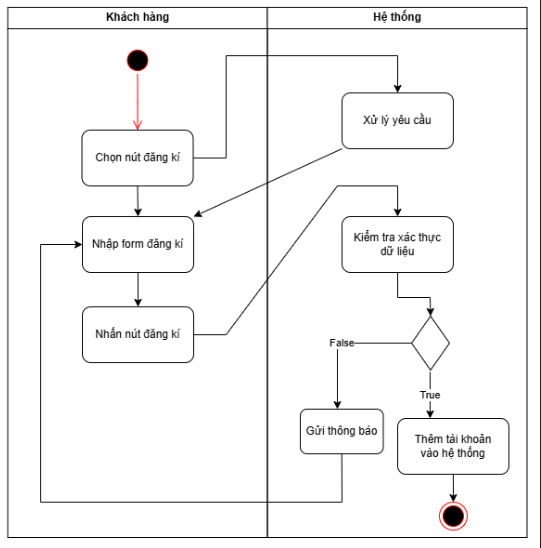 Khách hàng
Hệ thống
Chọn nút đăng kí
Xử lý yêu cầu
Nhập form đăng kí
Kiểm tra xác thực
dữ liệu
Nhấn nút đăng kí
False
True
Gửi thông báo
Thêm tài khoản
vào hệ thống